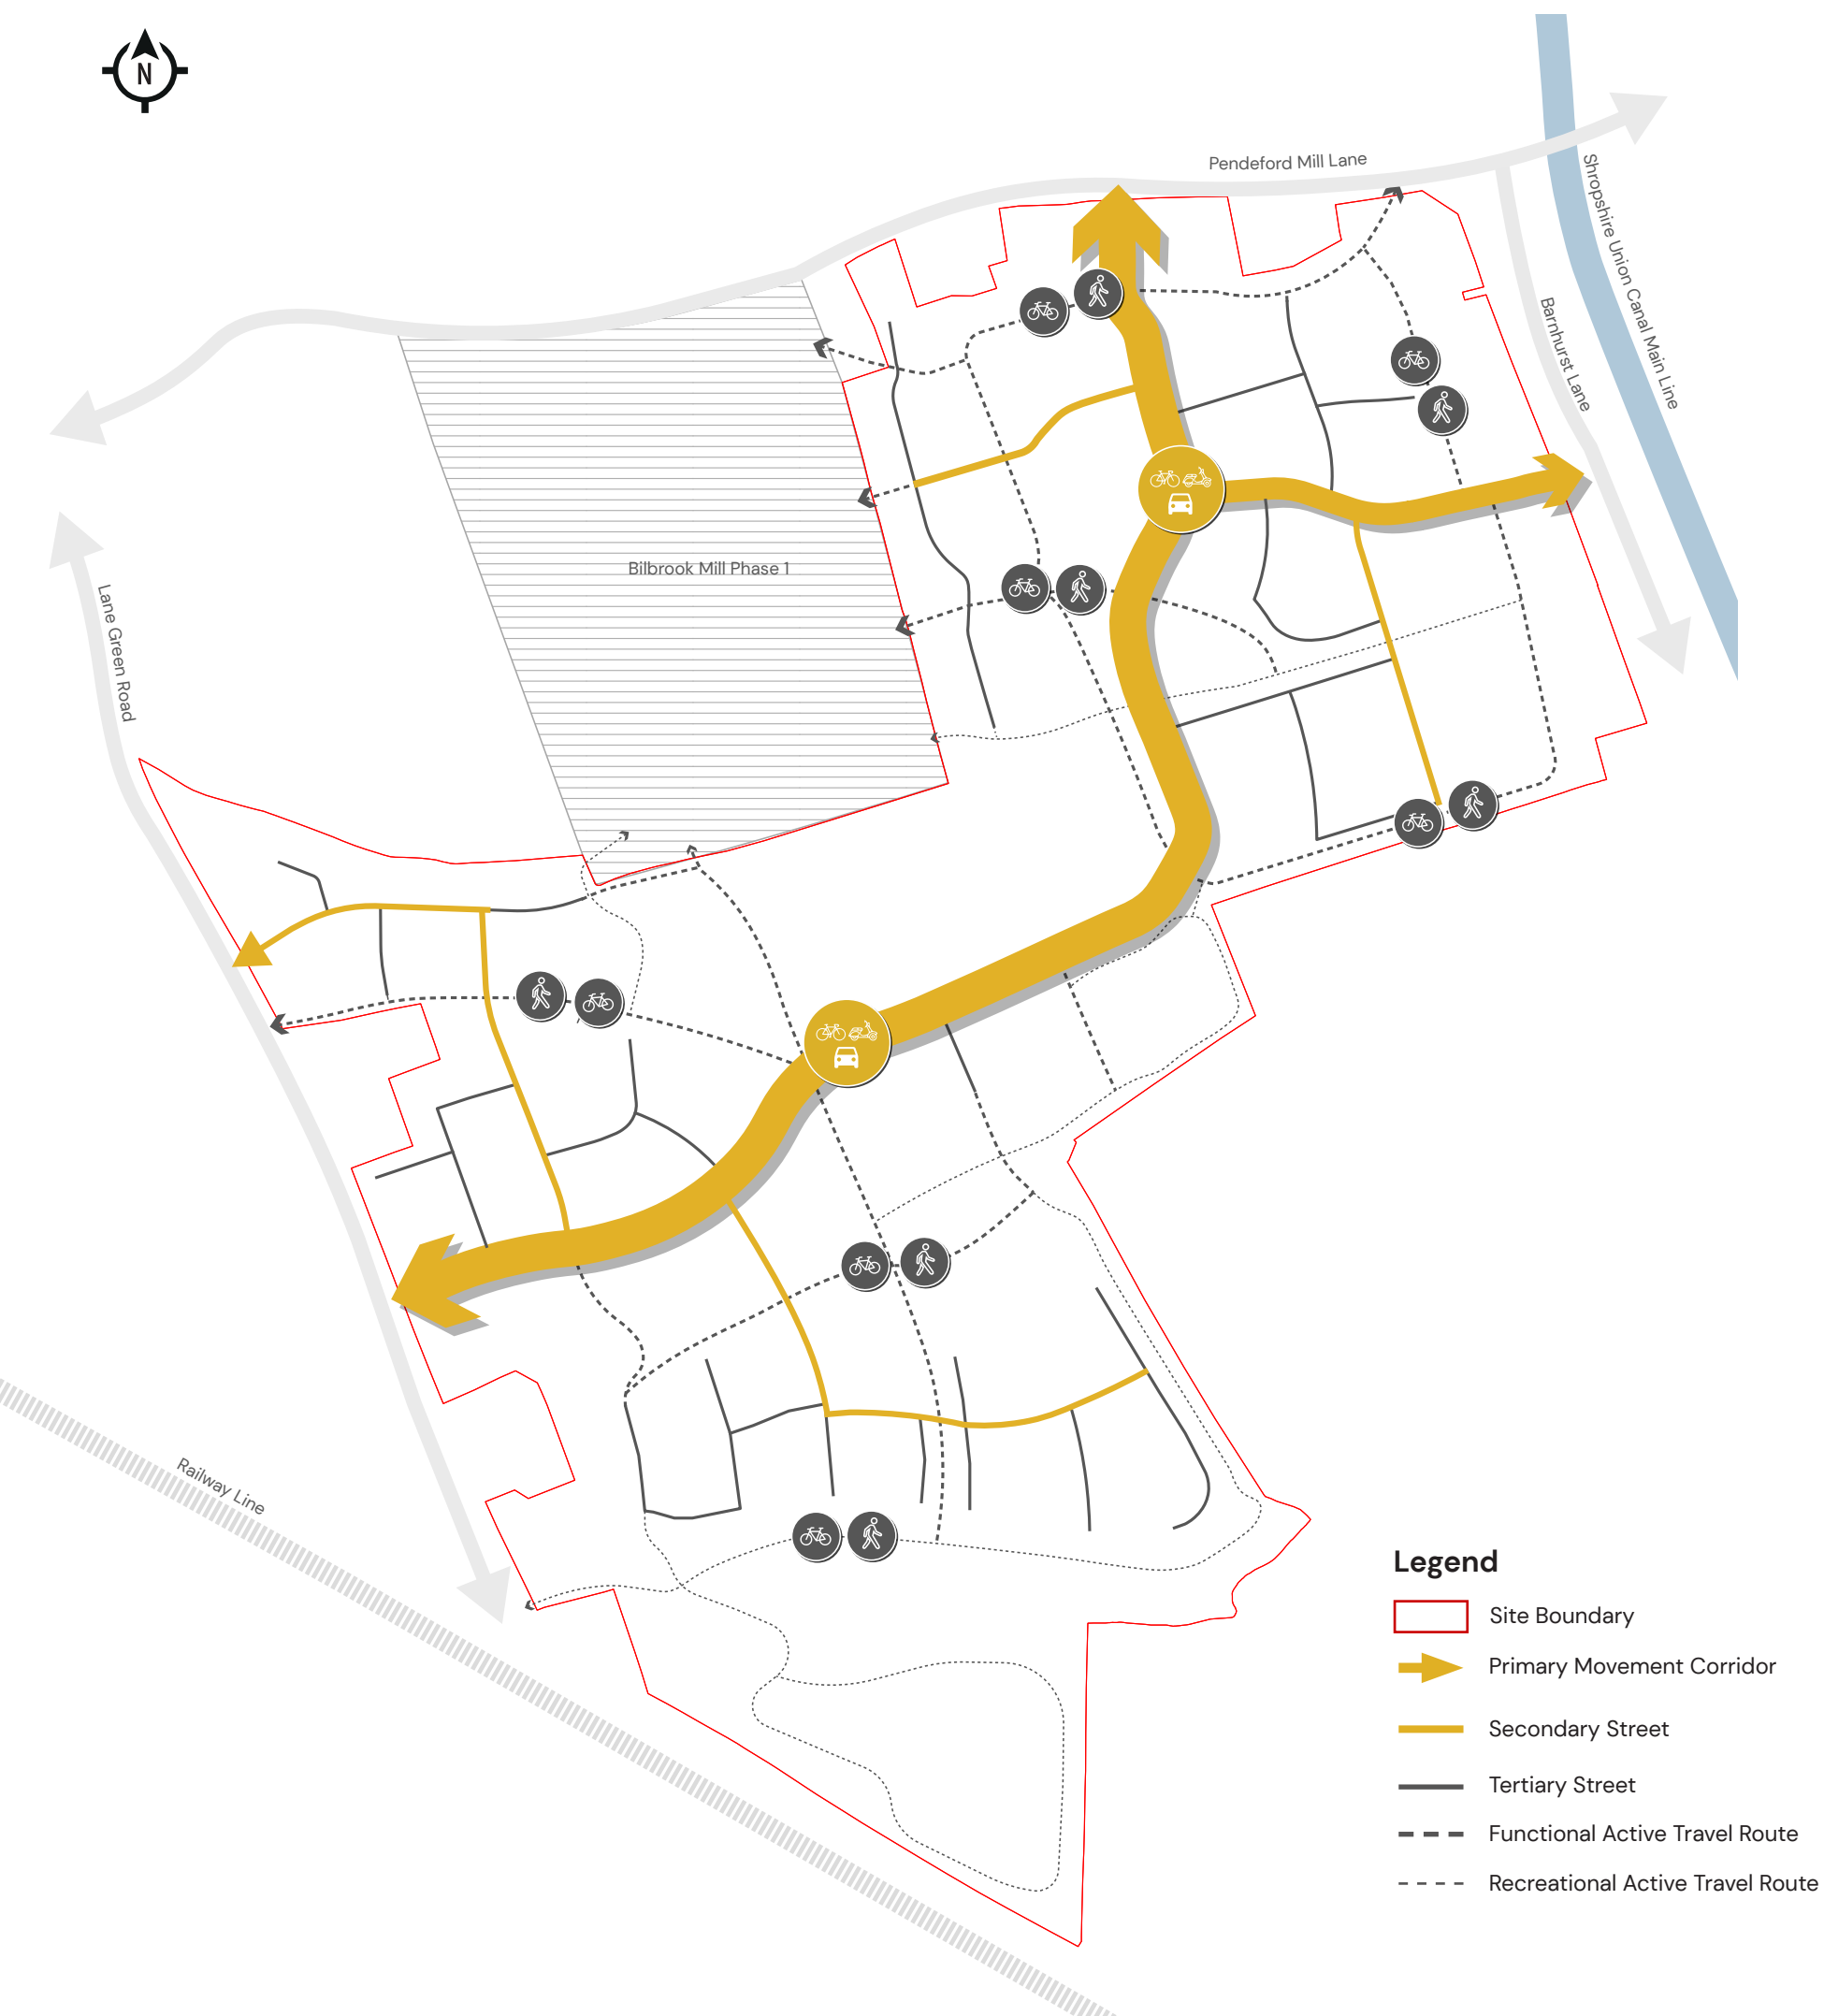 N
Pendeford Mill Lane
Shropshire Union Canal Main Line
Barnhurst Lane
Bilbrook Mill Phase 1
Lane Green Road
Railway Line
Legend
Site Boundary
Primary Movement Corridor
Secondary Street
Tertiary Street
Functional Active Travel Route
Recreational Active Travel Route